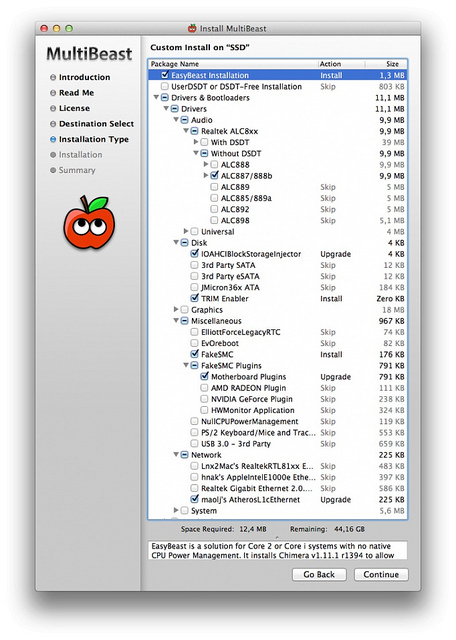 Install MultiBeast
MultiBeast
Custom Install on "SSD"
Introduction
Read Me
License
Destination Select
Installation Type
Installation
Summary
Package Name Action Size
EasyBeast Installation Install 1,3 MB
UserDSDT or DSDT-Free Installation Skip 803 KB
Drivers & Bootloaders 11,1 MB
Drivers 11,1 MB
Audio 9,9 MB
Realtek ALC8xx 9,9 MB
With DSDT 39 MB
Without DSDT 9,9 MB
ALC888 5 MB
ALC887/888b 9,9 MB
ALC889 Skip 5 MB
ALC885/889a Skip 5 MB
ALC892 Skip 5 MB
ALC898 Skip 5,1 MB
Universal 4 MB
Disk 4 KB
IOAHCIBlockStorageInjector Upgrade 4 KB
3rd Party SATA Skip 12 KB
3rd Party eSATA Skip 12 KB
JMicron36x ATA Skip 184 KB
TRIM Enabler Install Zero KB
Graphics 18 MB
Miscellaneous 967 KB
ElliottForceLegacyRTC Skip 74 KB
EvOreboot Skip 82 KB
FakeSMC Install 176 KB
FakeSMC Plugins 791 KB
Motherboard Plugins Upgrade 791 KB
AMD RADEON Plugin Skip 111 KB
NVIDIA GeForce Plugin Skip 238 KB
HWMonitor Application Skip 324 KB
NullCPUPowerManagement Skip 119 KB
PS/2 Keyboard/Mice and Trac... Skip 553 KB
USB 3.0 - 3rd Party Skip 659 KB
Network 225 KB
Lnx2Mac's RealtekRTL81xx E... Skip 483 KB
hnak's AppleIntelE1000e Ethe... Skip 397 KB
Realtek Gigabit Ethernet 2.0.... Skip 586 KB
maolj's AtherosL1cEthernet Upgrade 225 KB
System 5,6 MB
Space Required: 12,4 MB Remaining: 44,16 GB
EasyBeast is a solution for Core 2 or Core i systems with no native
CPU Power Management. It installs Chimera v1.11.1 r1394 to allow
Go Back Continue